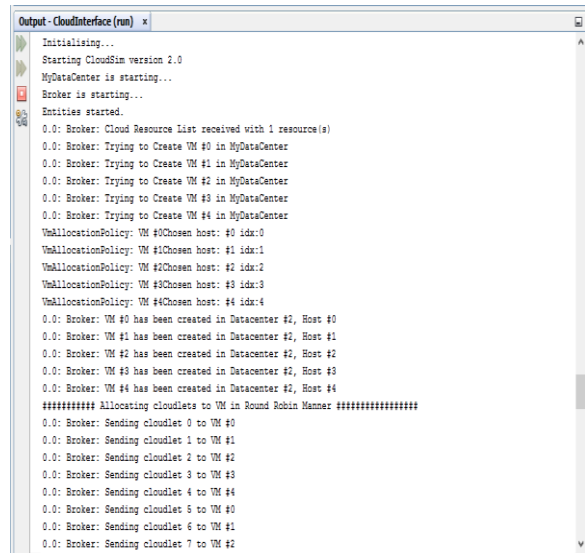 Output - CloudInterface (run) x
Initialising...
Starting CloudSim version 2.0
MyDataCenter is starting...
Broker is starting...
Entities started.
0.0: Broker: Cloud Resource List received with 1 resource(s)
0.0: Broker: Trying to Create VM #0 in MyDataCenter
0.0: Broker: Trying to Create VM #1 in MyDataCenter
0.0: Broker: Trying to Create VM #2 in MyDataCenter
0.0: Broker: Trying to Create VM #3 in MyDataCenter
0.0: Broker: Trying to Create VM #4 in MyDataCenter
VmAllocationPolicy: VM #0Chosen host: #0 idx:0
VmAllocationPolicy: VM #1Chosen host: #1 idx:1
VmAllocationPolicy: VM #2Chosen host: #2 idx:2
VmAllocationPolicy: VM #3Chosen host: #3 idx:3
VmAllocationPolicy: VM #4Chosen host: #4 idx:4
0.0: Broker: VM #0 has been created in Datacenter #2, Host #0
0.0: Broker: VM #1 has been created in Datacenter #2, Host #1
0.0: Broker: VM #2 has been created in Datacenter #2, Host #2
0.0: Broker: VM #3 has been created in Datacenter #2, Host #3
0.0: Broker: VM #4 has been created in Datacenter #2, Host #4
########### Allocating cloudlets to VM in Round Robin Manner #################
0.0: Broker: Sending cloudlet 0 to VM #0
0.0: Broker: Sending cloudlet 1 to VM #1
0.0: Broker: Sending cloudlet 2 to VM #2
0.0: Broker: Sending cloudlet 3 to VM #3
0.0: Broker: Sending cloudlet 4 to VM #4
0.0: Broker: Sending cloudlet 5 to VM #0
0.0: Broker: Sending cloudlet 6 to VM #1
0.0: Broker: Sending cloudlet 7 to VM #2